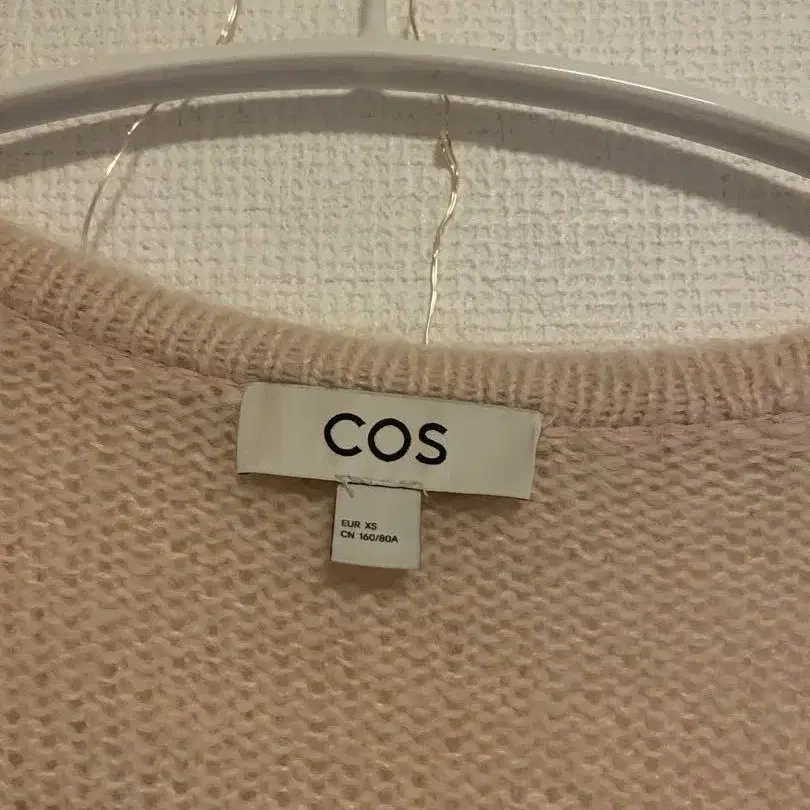 COS
EUR XS
CN 160/80A